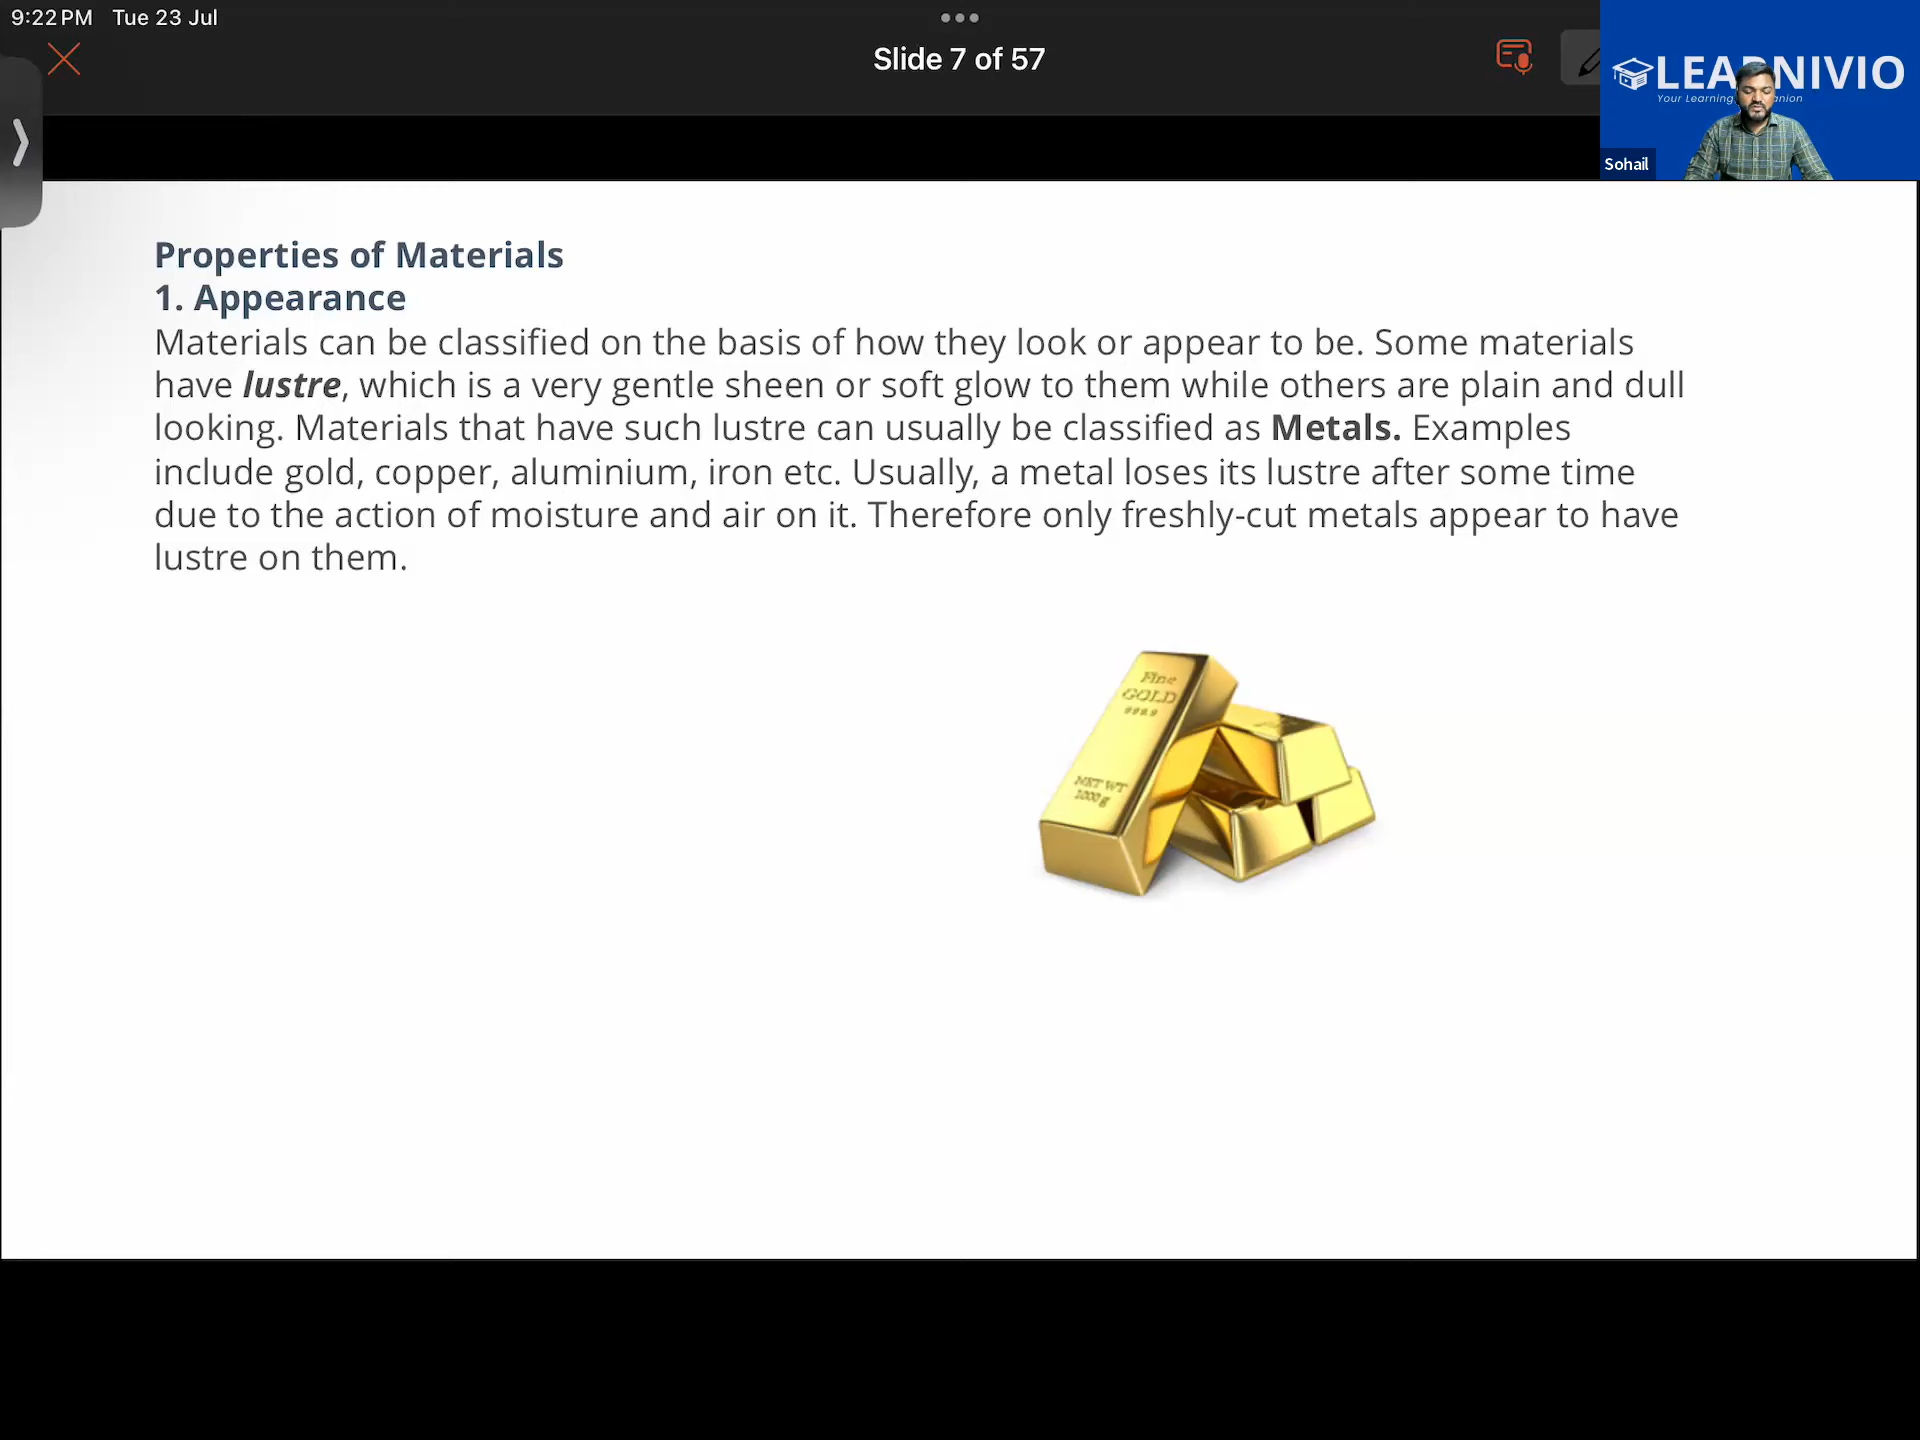 9:22 PM Tue 23 Jul
Slide 7 of 57
LEARNIVIO
Your Learning
Sohail
Properties of Materials
1. Appearance
Materials can be classified on the basis of how they look or appear to be. Some materials
have lustre, which is a very gentle sheen or soft glow to them while others are plain and dull
looking. Materials that have such lustre can usually be classified as Metals. Examples
include gold, copper, aluminium, iron etc. Usually, a metal loses its lustre after some time
due to the action of moisture and air on it. Therefore only freshly-cut metals appear to have
lustre on them.
Fine
GOLD
999.9
NET WT
1000 g